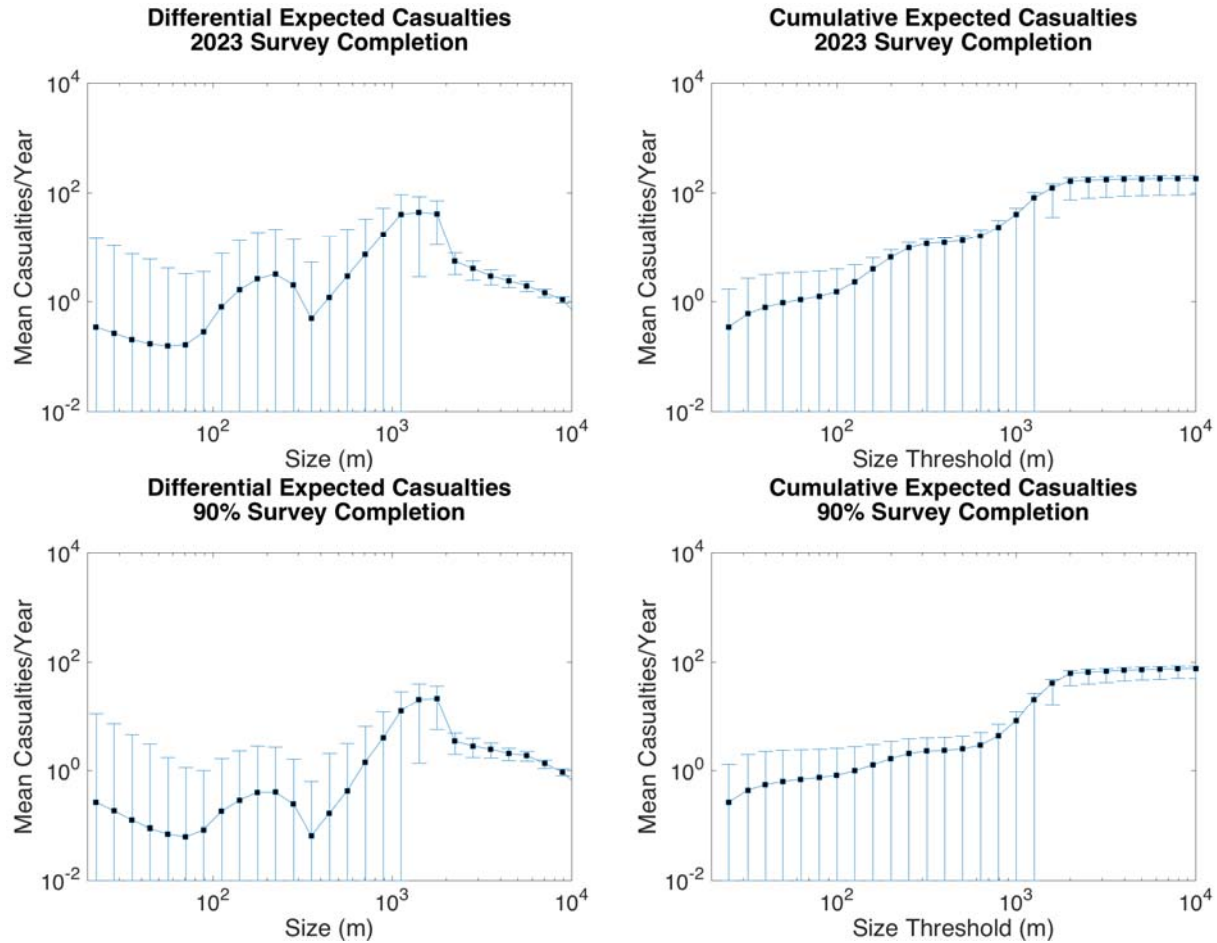 Differential Expected Casualties
2023 Survey Completion
Mean Casualties/Year
10^4
10^2
10^0
10^-2
10^2
10^3
10^4
Size (m)
Cumulative Expected Casualties
2023 Survey Completion
Mean Casualties/Year
10^4
10^2
10^0
10^-2
10^2
10^3
10^4
Size Threshold (m)
Differential Expected Casualties
90% Survey Completion
Mean Casualties/Year
10^4
10^2
10^0
10^-2
10^2
10^3
10^4
Size (m)
Cumulative Expected Casualties
90% Survey Completion
Mean Casualties/Year
10^4
10^2
10^0
10^-2
10^2
10^3
10^4
Size Threshold (m)